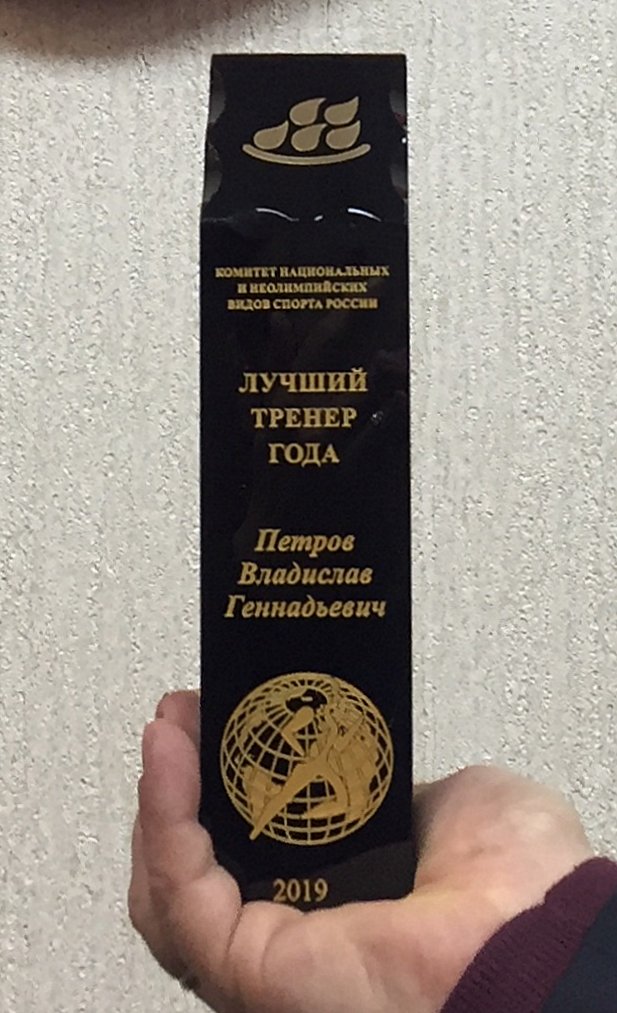 КОМИТЕТ НАЦИОНАЛЬНЫХ
И НЕОЛИМПИЙСКИХ
ВИДОВ СПОРТА РОССИИ
ЛУЧШИЙ
ТРЕНЕР
ГОДА
Петров
Владислав
Геннадьевич
2019